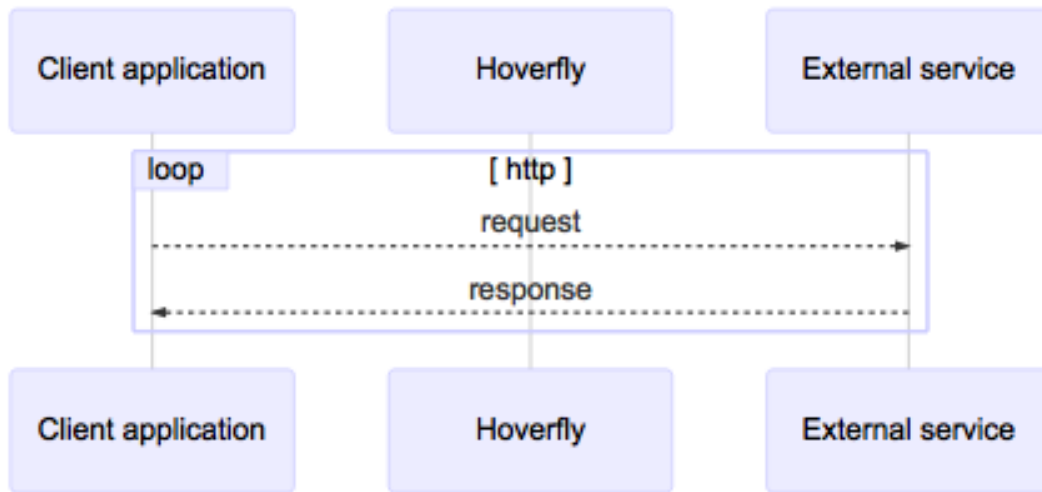 Client application
Hoverfly
External service
loop
[ http ]
request
response
Client application
Hoverfly
External service